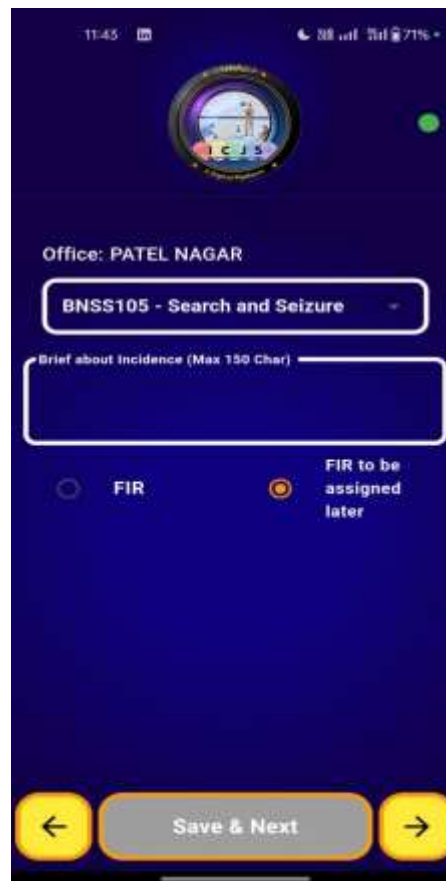 11:45 71%
I C J S
Office: PATEL NAGAR
BNSS105 - Search and Seizure
Brief about Incidence (Max 150 Char)
FIR
FIR to be
assigned
later
Save & Next